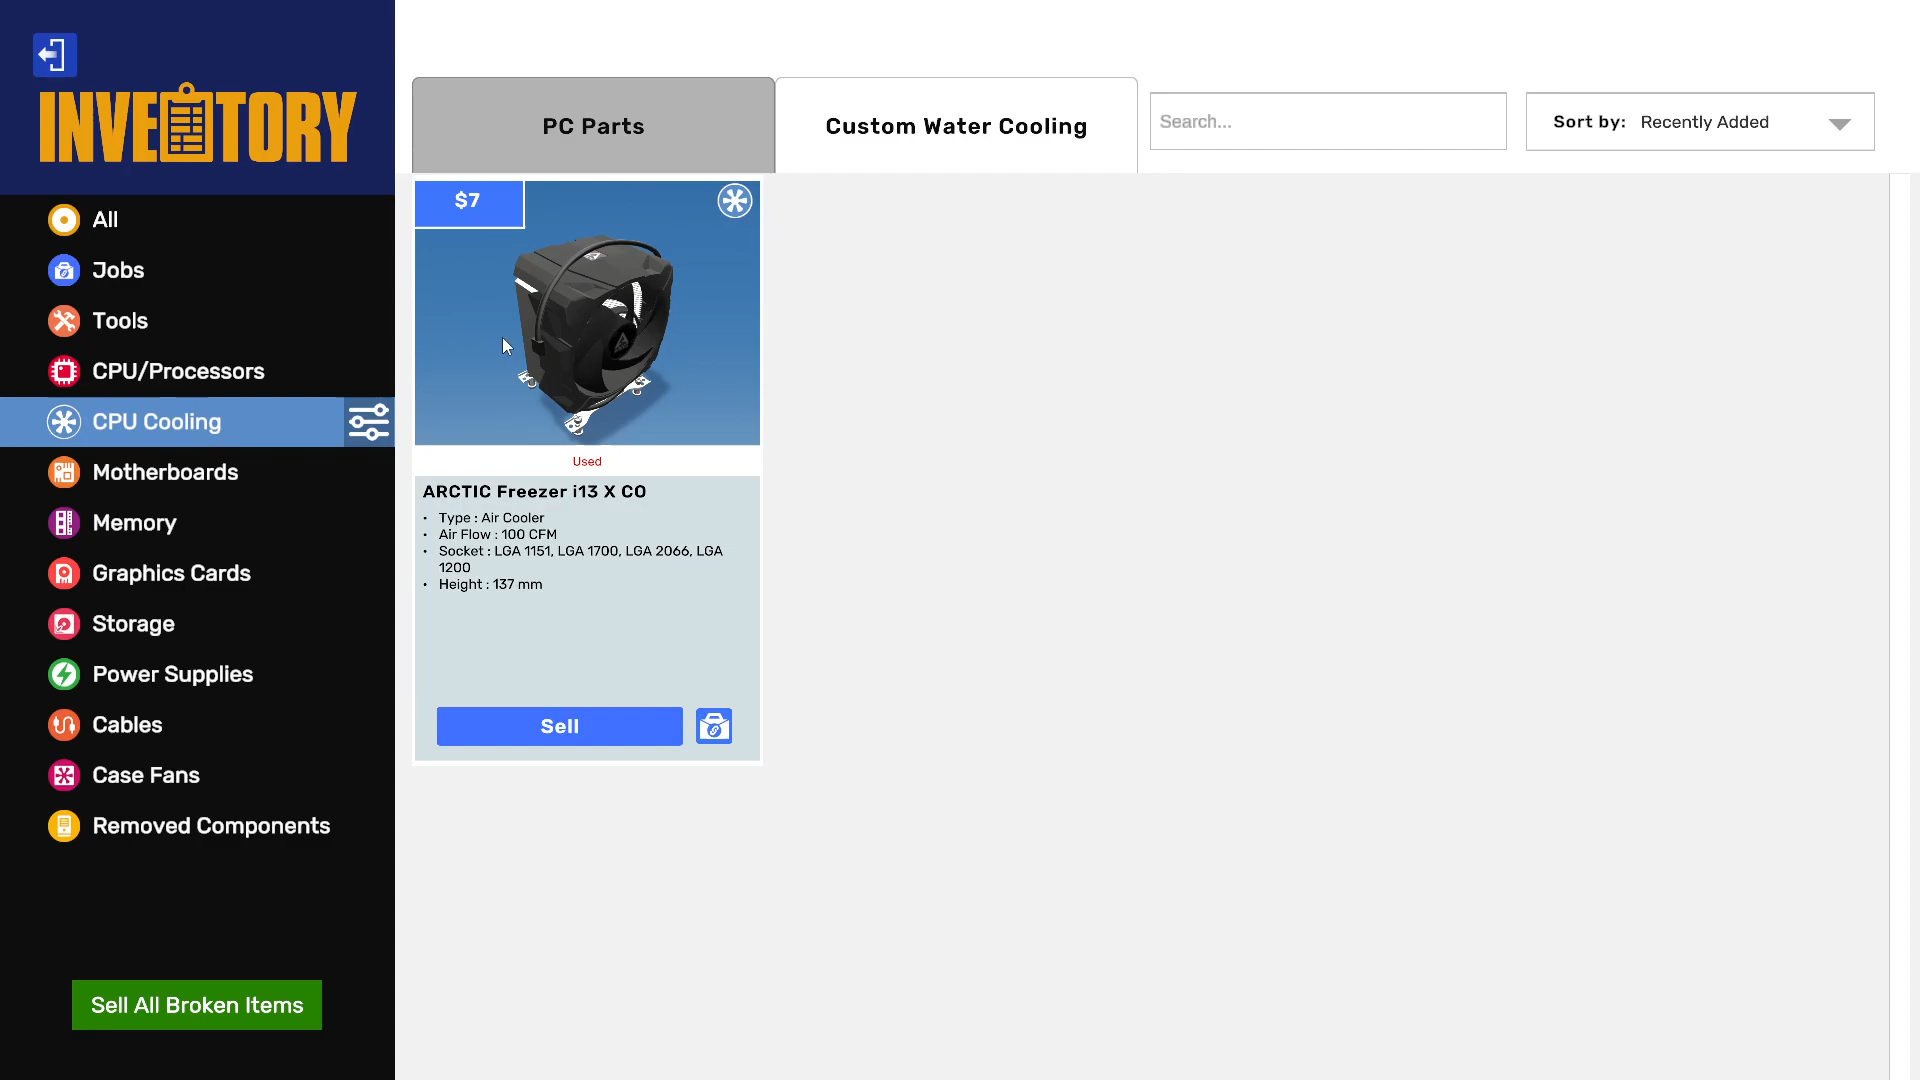 INVENTORY
PC Parts
Custom Water Cooling
Search...
Sort by: Recently Added
All
Jobs
Tools
CPU/Processors
CPU Cooling
Motherboards
Memory
Graphics Cards
Storage
Power Supplies
Cables
Case Fans
Removed Components
Sell All Broken Items
$7
Used
ARCTIC Freezer i13 X CO
• Type : Air Cooler
• Air Flow : 100 CFM
• Socket : LGA 1151, LGA 1700, LGA 2066, LGA
1200
• Height : 137 mm
Sell